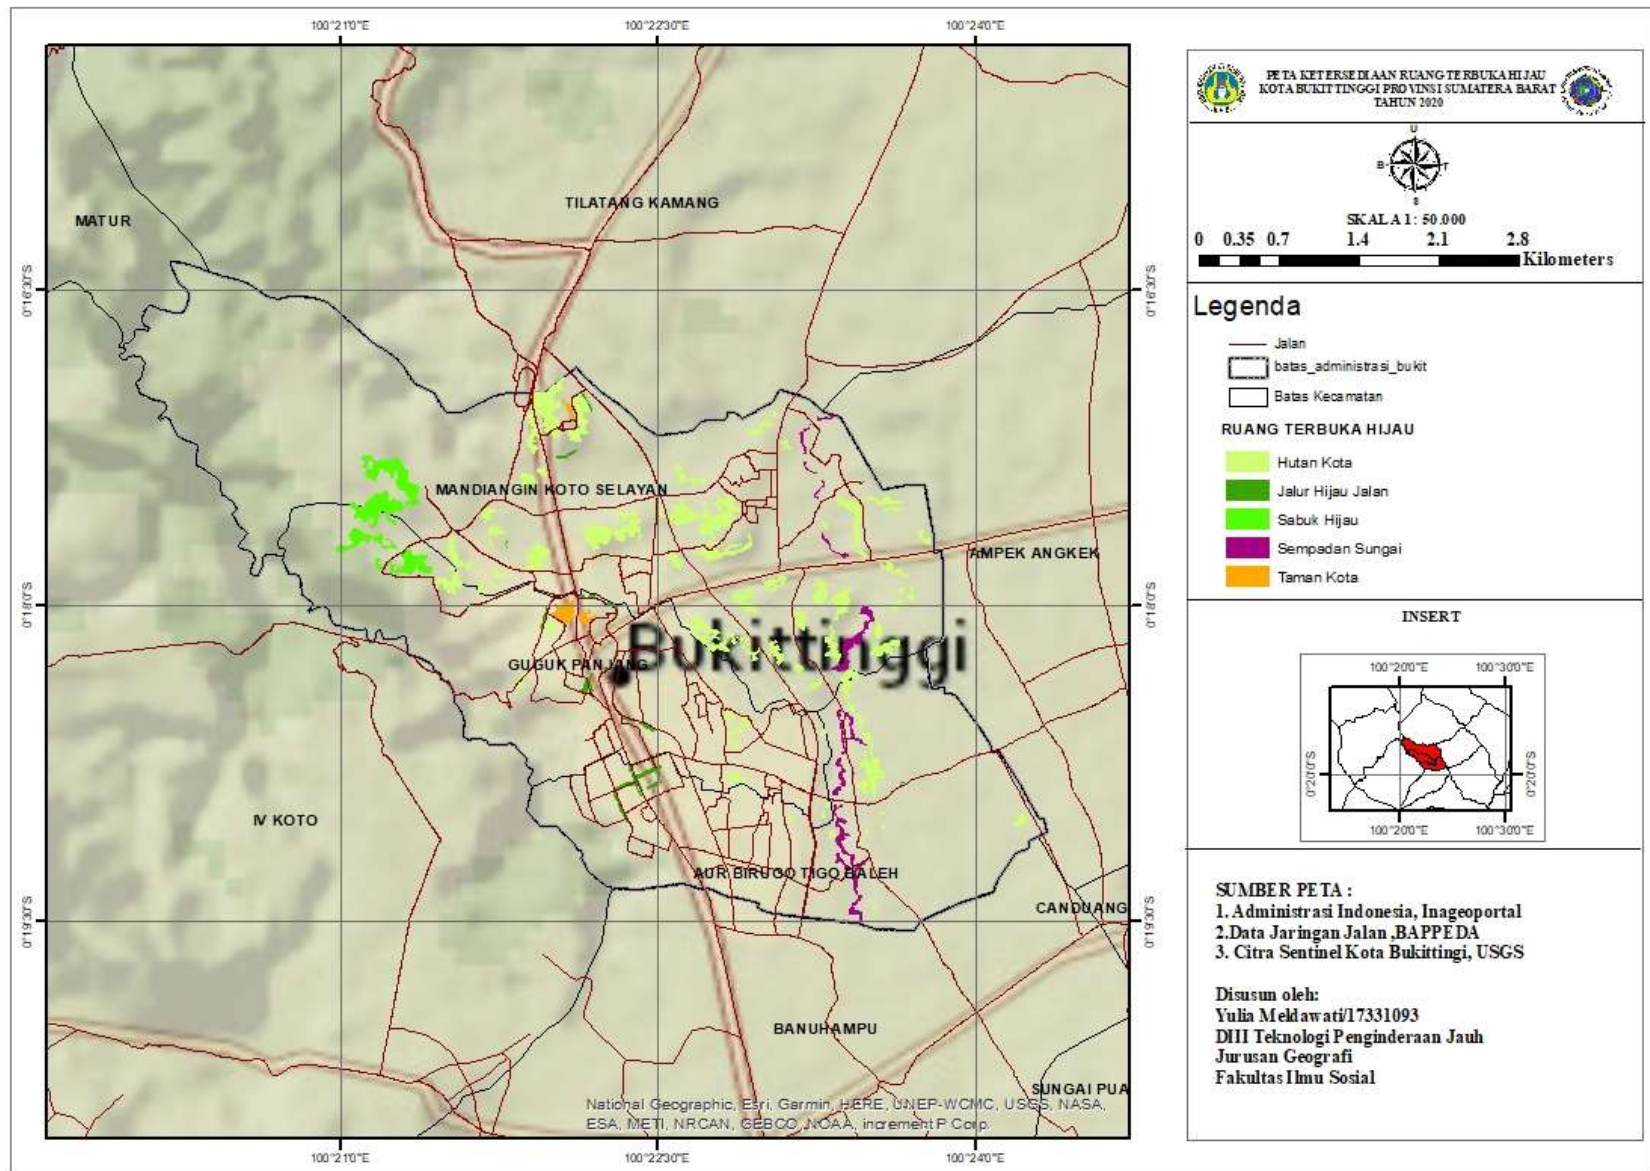 100°21'0"E 100°22'30"E 100°24'0"E
0°16'30"S 0°16'30"S
0°18'0"S 0°18'0"S
0°19'30"S 0°19'30"S
MATUR
TILATANG KAMANG
MANDIANGIN KOTO SELAYAN
AMPEK ANGKEK
Bukittinggi
GUGUK PANJANG
IV KOTO
AUR BIRUGO TIGO BALEH
CANDUANG
BANUHAMPU
SUNGAI PUA
National Geographic, Esri, Garmin, HERE, UNEP-WCMC, USGS, NASA,
ESA, METI, NRCAN, GEBCO, NOAA, increment P Corp.
100°21'0"E 100°22'30"E 100°24'0"E
PETA KETERSEDIAAN RUANG TERBUKA HIJAU
KOTA BUKITTINGGI PROVINSI SUMATERA BARAT
TAHUN 2020
U
B T
S
SKALA 1: 50.000
0 0.35 0.7 1.4 2.1 2.8
Kilometers
Legenda
Jalan
batas_administrasi_bukit
Batas Kecamatan
RUANG TERBUKA HIJAU
Hutan Kota
Jalur Hijau Jalan
Sabuk Hijau
Sempadan Sungai
Taman Kota
INSERT
100°20'0"E 100°30'0"E
0°20'0"S 0°20'0"S
100°20'0"E 100°30'0"E
SUMBER PETA :
1. Administrasi Indonesia, Inageoportal
2.Data Jaringan Jalan ,BAPPEDA
3. Citra Sentinel Kota Bukittingi, USGS
Disusun oleh:
Yulia Meldawati/17331093
DIII Teknologi Penginderaan Jauh
Jurusan Geografi
Fakultas Ilmu Sosial